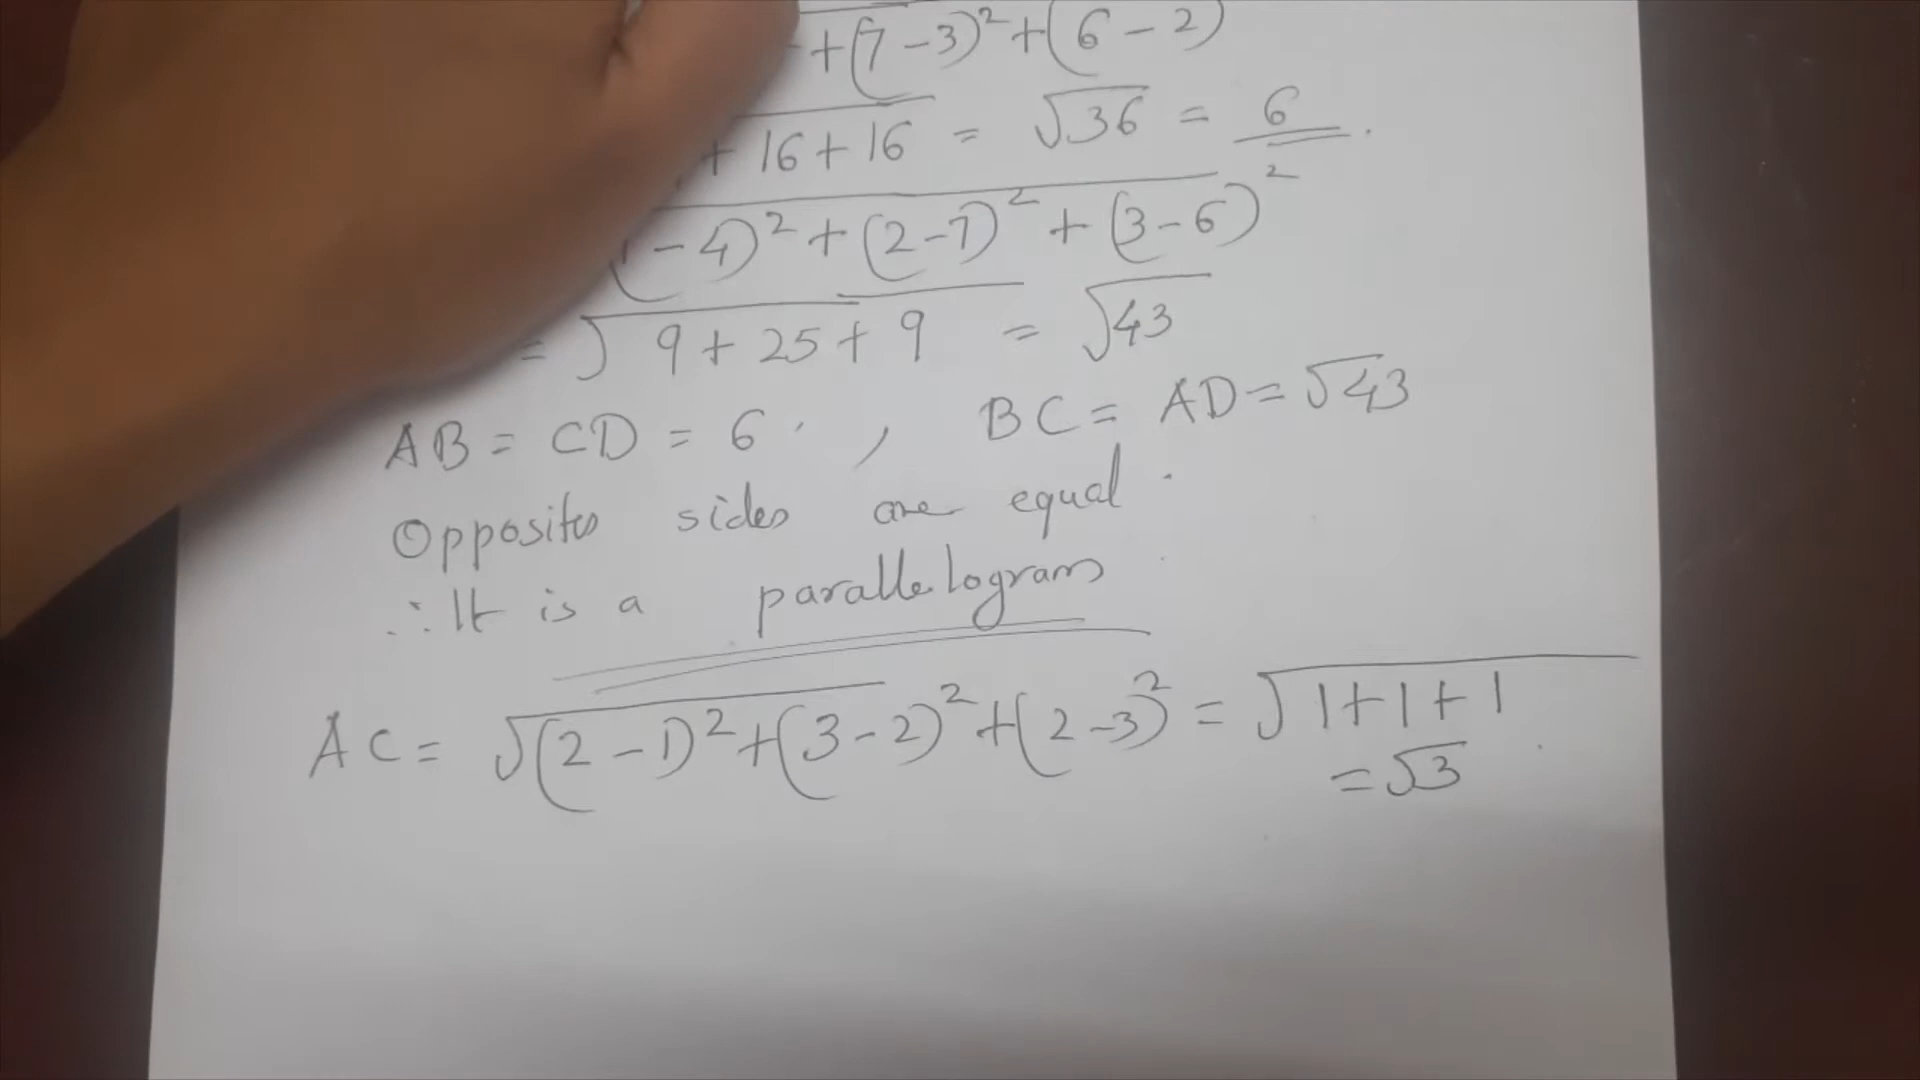 +(7-3)²+(6-2)
+ 16+16 = √36 = 6.
-4)²+(2-7)²+(3-6)²
= √9+25+9 = √43
AB = CD = 6 , BC = AD = √43
Opposites sides are equal.
∴ It is a parallelogram
AC = √(2-1)²+(3-2)²+(2-3)² = √1+1+1
= √3